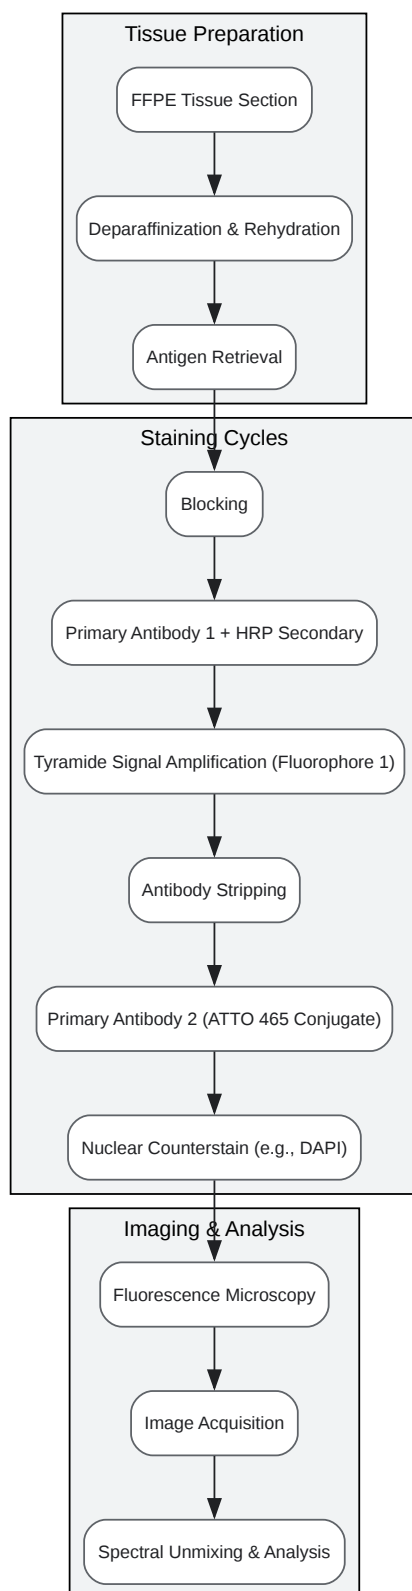 Tissue Preparation
FFPE Tissue Section
Deparaffinization & Rehydration
Antigen Retrieval
Staining Cycles
Blocking
Primary Antibody 1 + HRP Secondary
Tyramide Signal Amplification (Fluorophore 1)
Antibody Stripping
Primary Antibody 2 (ATTO 465 Conjugate)
Nuclear Counterstain (e.g., DAPI)
Imaging & Analysis
Fluorescence Microscopy
Image Acquisition
Spectral Unmixing & Analysis